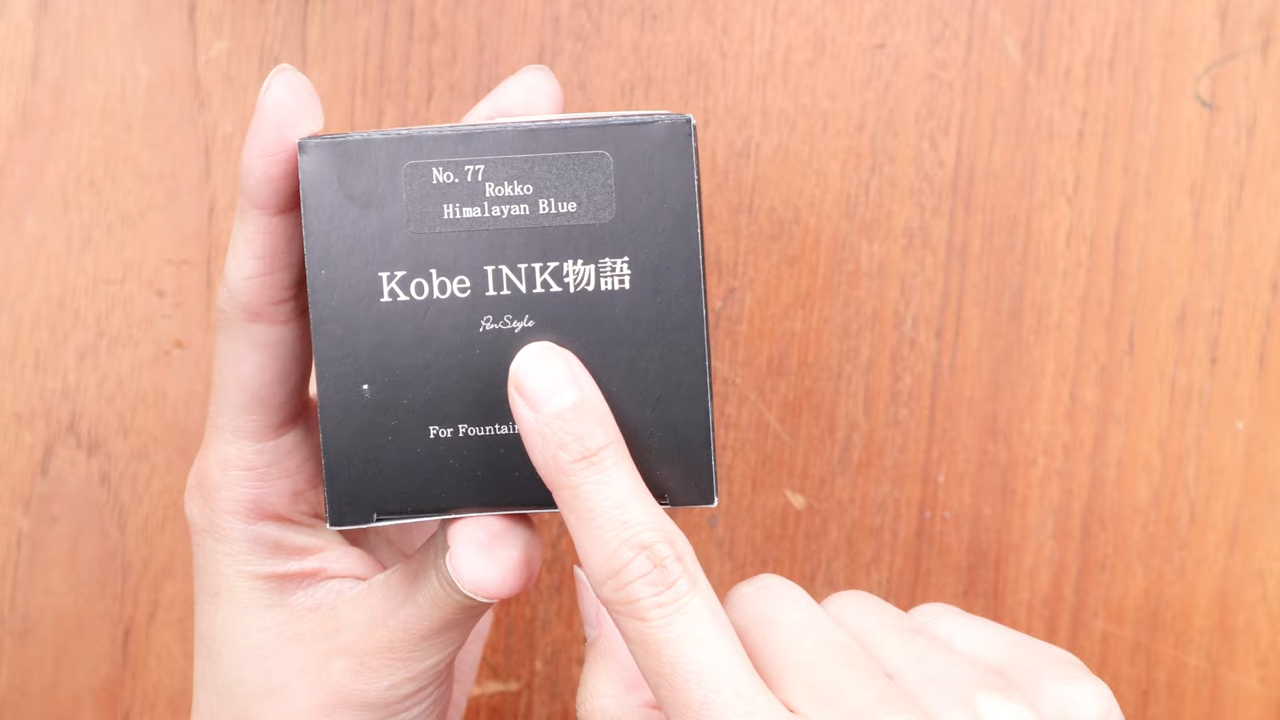 No. 77
Rokko
Himalayan Blue
Kobe INK物語
PenStyle
For Fountain